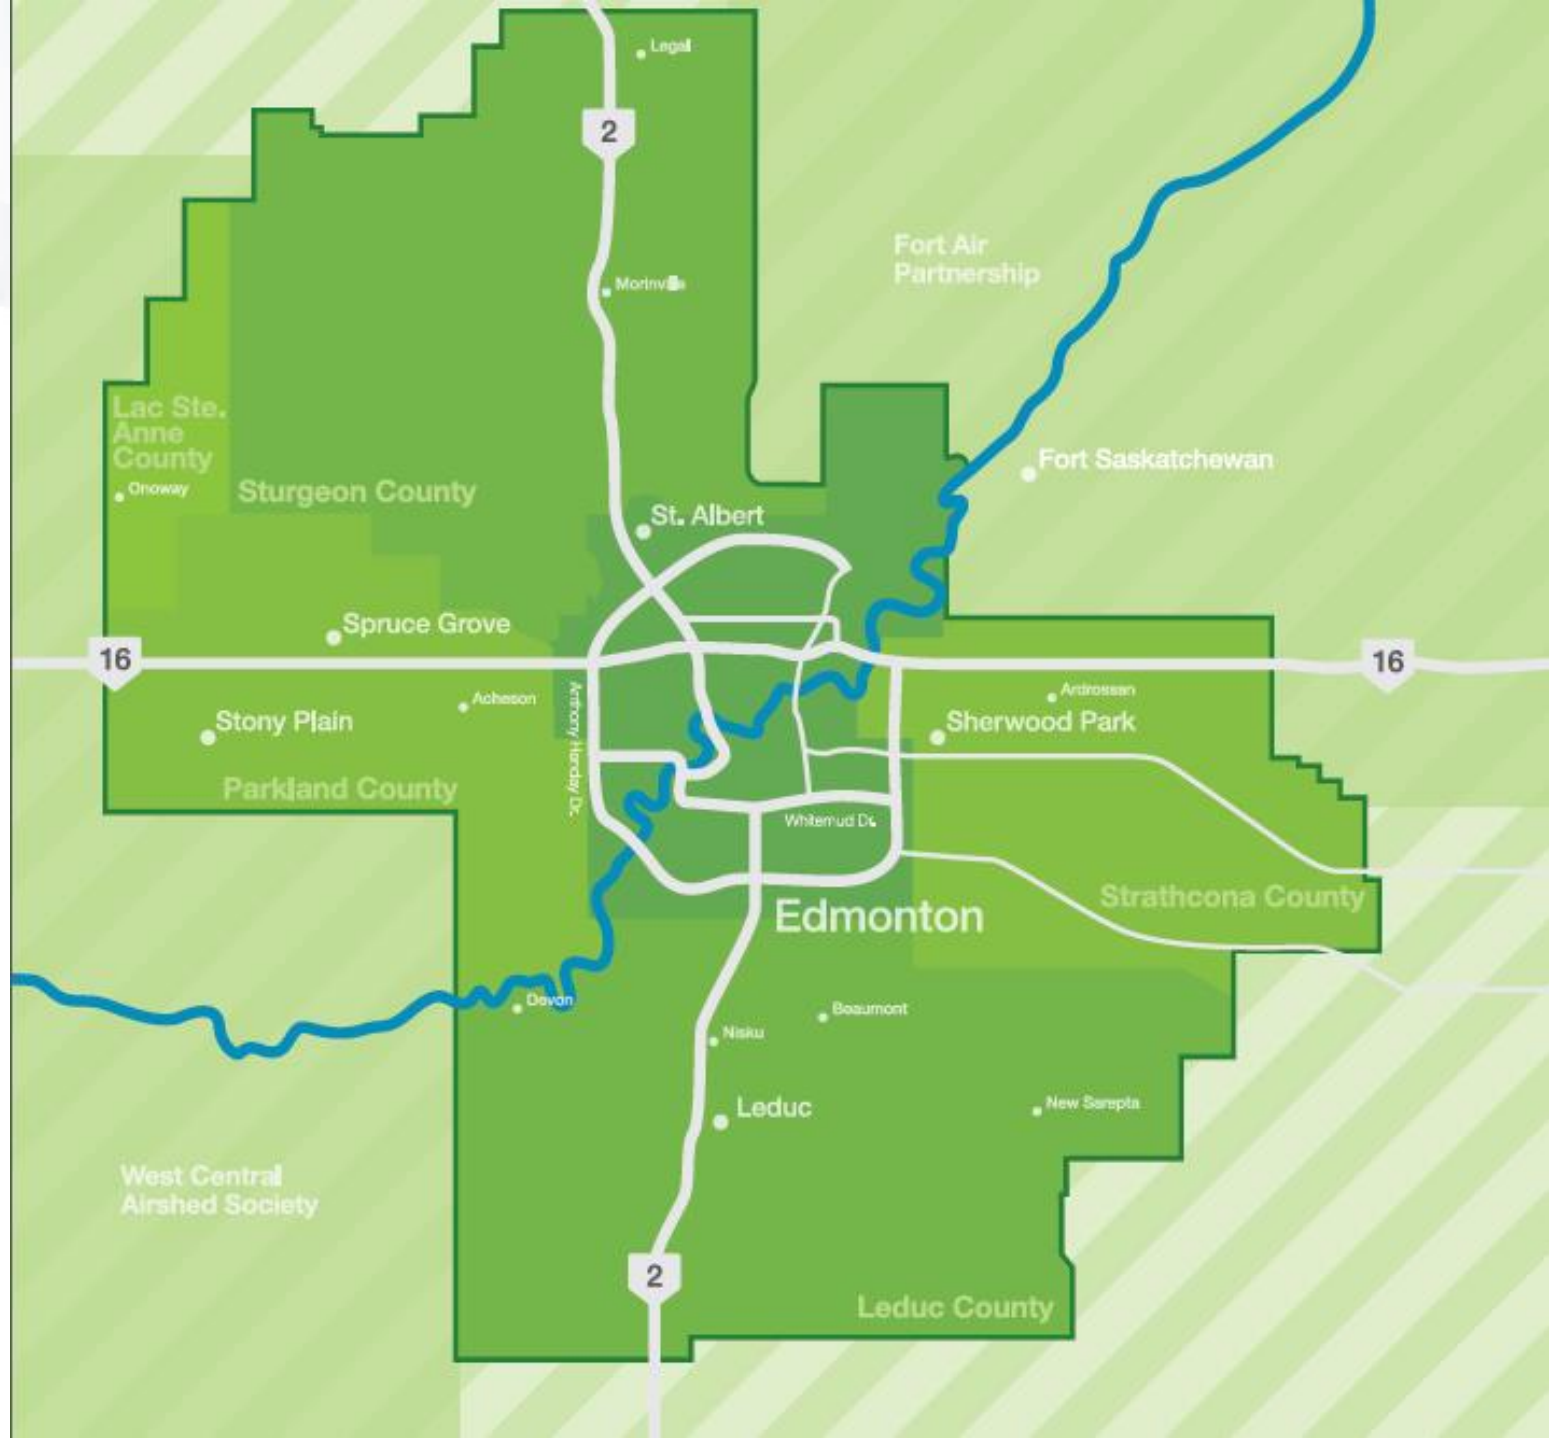 Legal
2
Morinville
Fort Air
Partnership
Lac Ste.
Anne
County
Onoway
Sturgeon County
Fort Saskatchewan
St. Albert
Spruce Grove
16
16
Acheson
Ardrossan
Stony Plain
Sherwood Park
Anthony Henday Dr.
Parkland County
Whitemud Dr.
Strathcona County
Edmonton
Devon
Beaumont
Nisku
Leduc
New Sarepta
West Central
Airshed Society
2
Leduc County